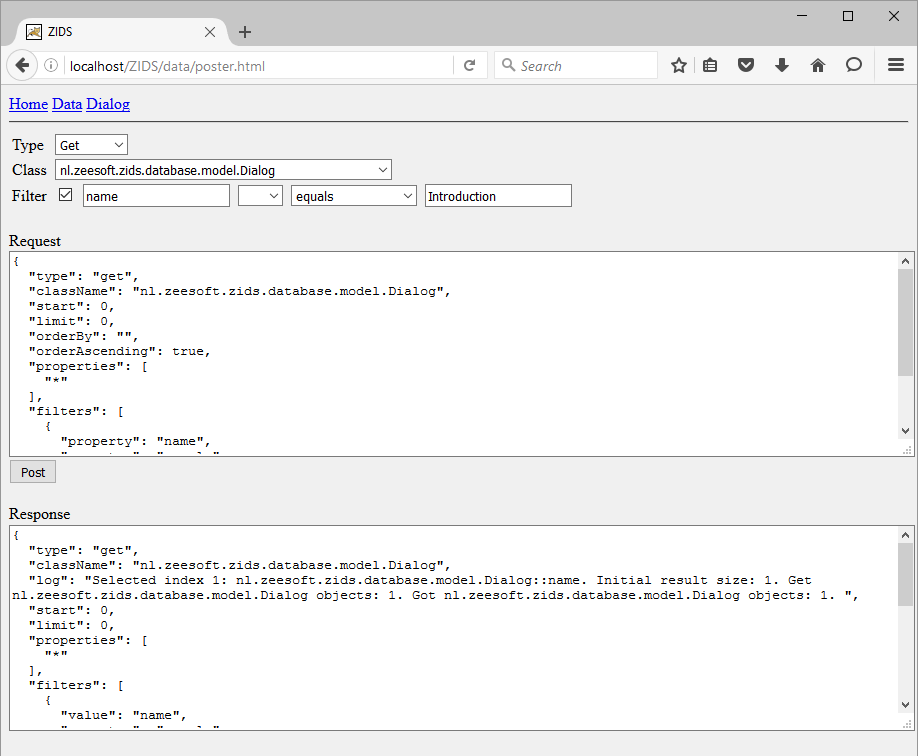 ZIDS
localhost/ZIDS/data/poster.html
Search
Home Data Dialog
Type Get
Class nl.zeesoft.zids.database.model.Dialog
Filter name equals Introduction
Request
{
"type": "get",
"className": "nl.zeesoft.zids.database.model.Dialog",
"start": 0,
"limit": 0,
"orderBy": "",
"orderAscending": true,
"properties": [
"*"
],
"filters": [
{
"property": "name",
Post
Response
{
"type": "get",
"className": "nl.zeesoft.zids.database.model.Dialog",
"log": "Selected index 1: nl.zeesoft.zids.database.model.Dialog::name. Initial result size: 1. Get
nl.zeesoft.zids.database.model.Dialog objects: 1. Got nl.zeesoft.zids.database.model.Dialog objects: 1. ",
"start": 0,
"limit": 0,
"properties": [
"*"
],
"filters": [
{
"value": "name",